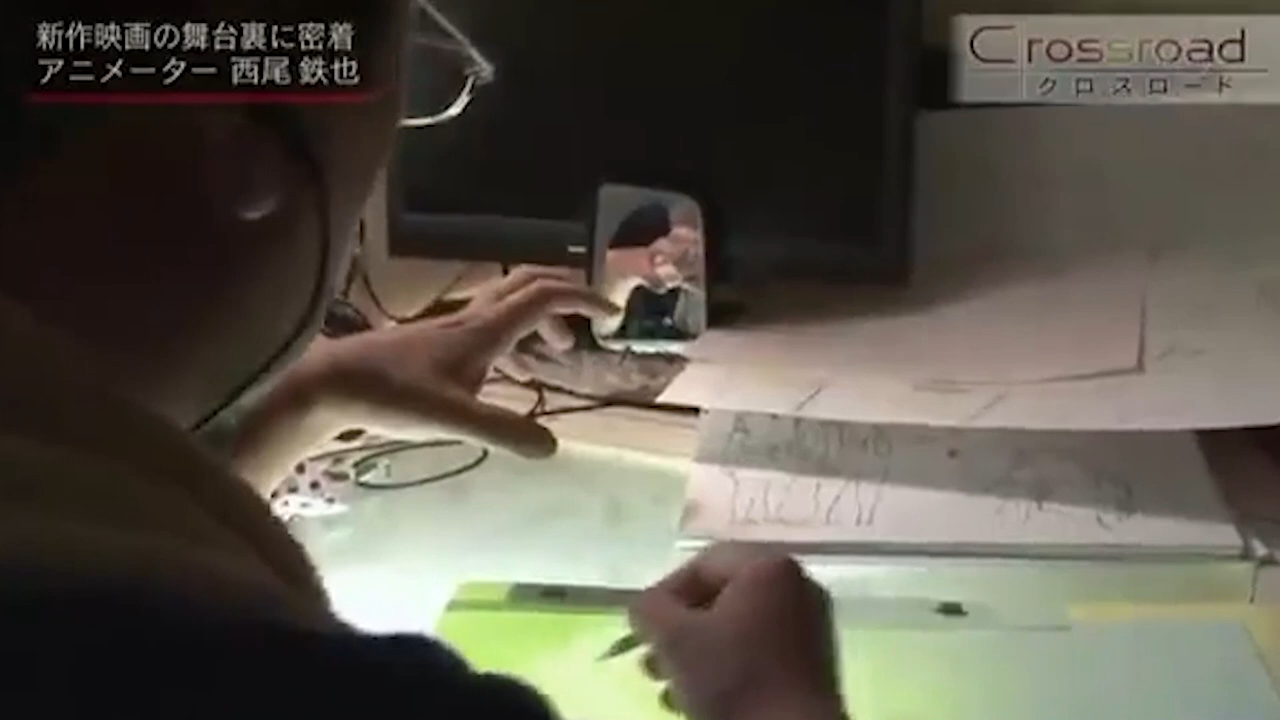 新作映画の舞台裏に密着
アニメーター 西尾 鉄也
Crossroad
クロスロード